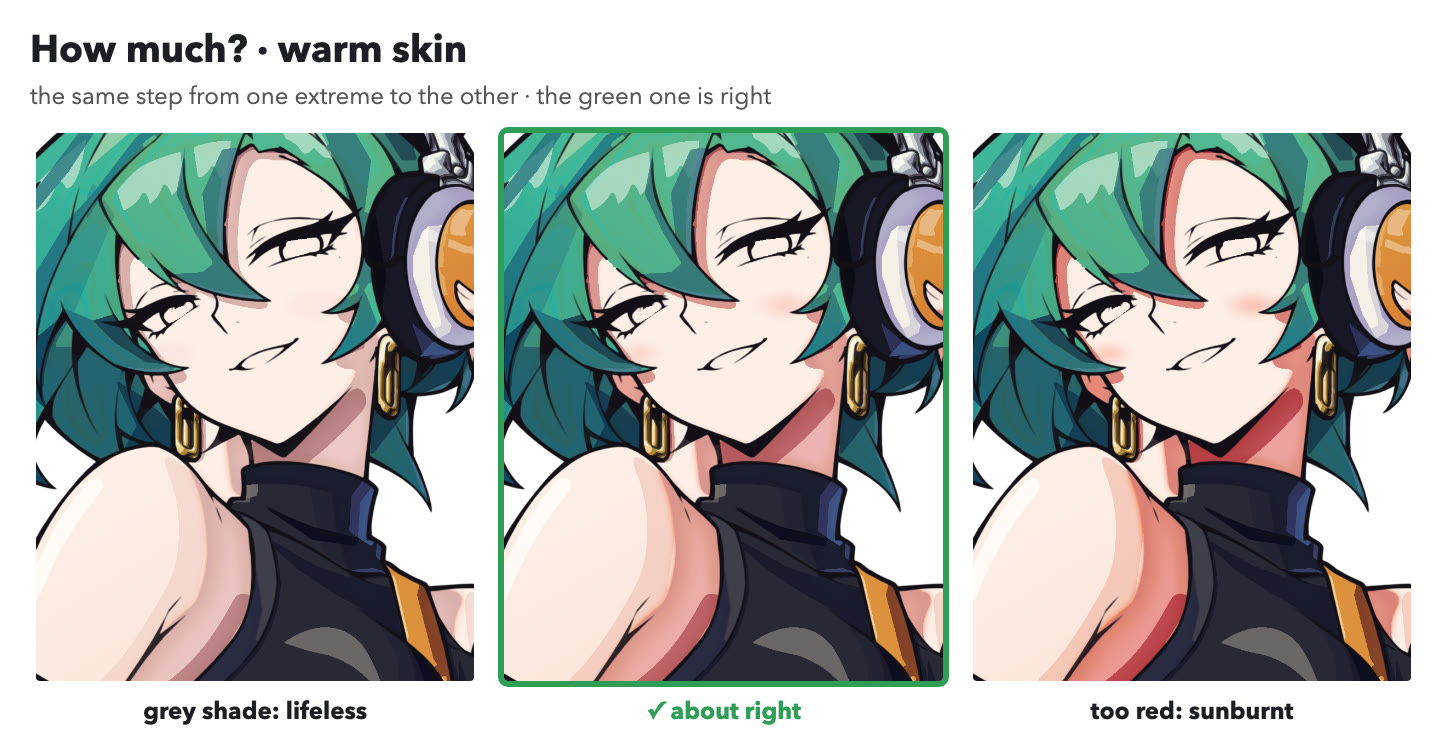 How much? · warm skin
the same step from one extreme to the other · the green one is right
grey shade: lifeless
✓ about right
too red: sunburnt